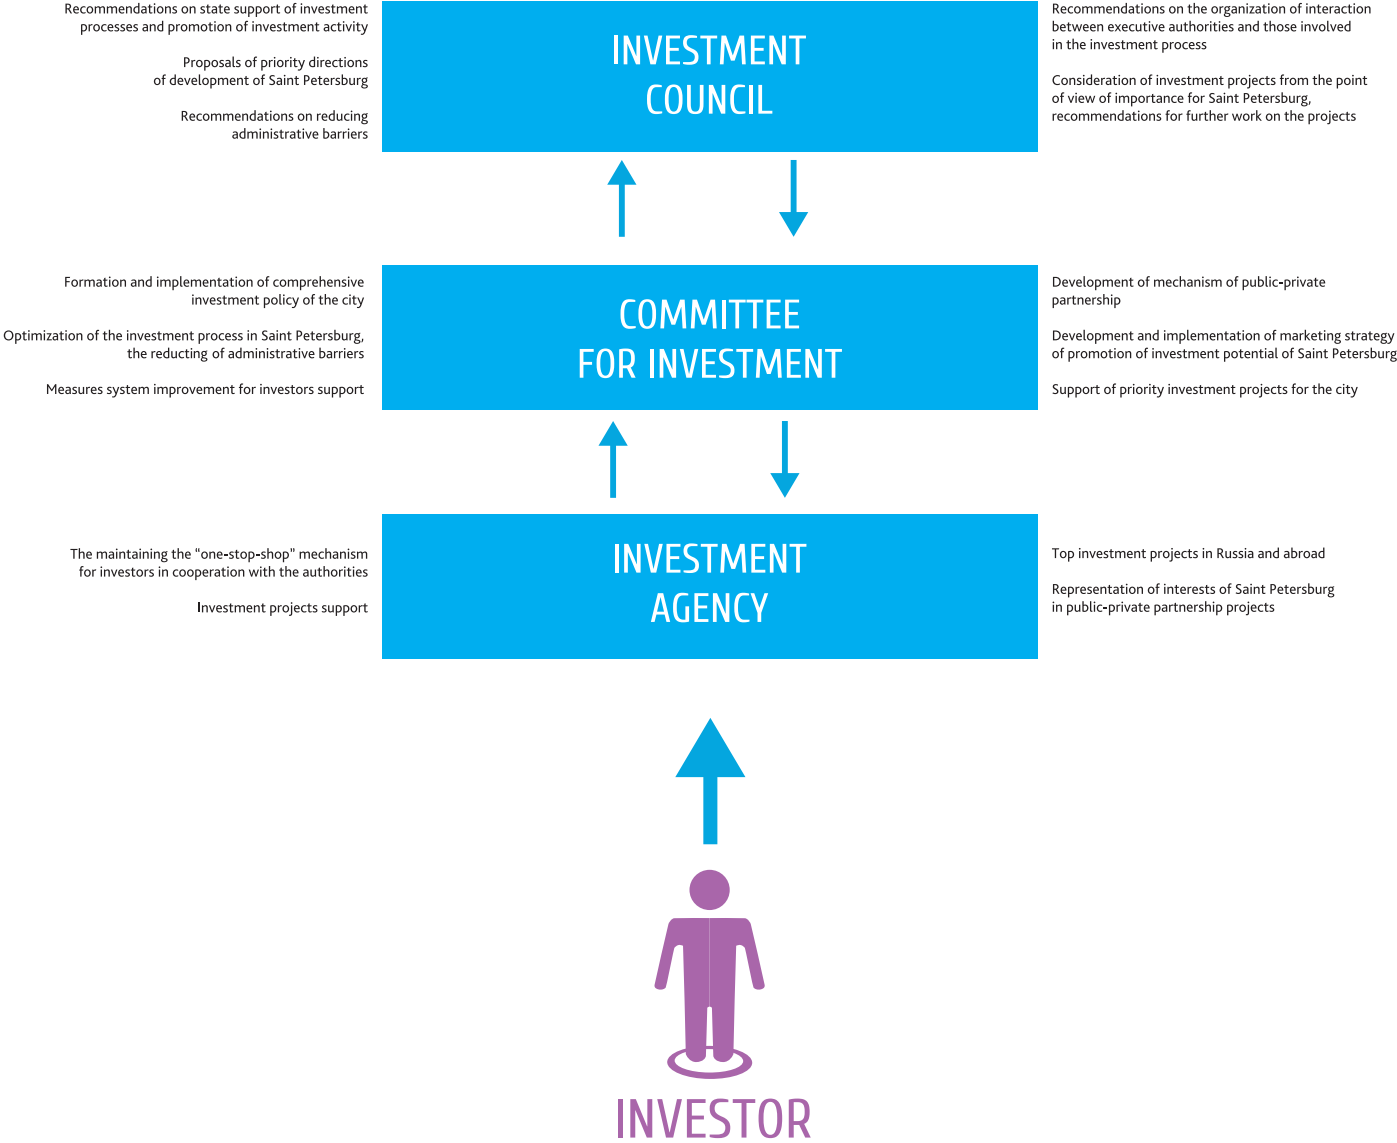 Recommendations on state support of investment
processes and promotion of investment activity
Proposals of priority directions
of development of Saint Petersburg
Recommendations on reducing
administrative barriers
INVESTMENT
COUNCIL
Recommendations on the organization of interaction
between executive authorities and those involved
in the investment process
Consideration of investment projects from the point
of view of importance for Saint Petersburg,
recommendations for further work on the projects
Formation and implementation of comprehensive
investment policy of the city
Optimization of the investment process in Saint Petersburg,
the reducting of administrative barriers
Measures system improvement for investors support
COMMITTEE
FOR INVESTMENT
Development of mechanism of public-private
partnership
Development and implementation of marketing strategy
of promotion of investment potential of Saint Petersburg
Support of priority investment projects for the city
The maintaining the “one-stop-shop” mechanism
for investors in cooperation with the authorities
Investment projects support
INVESTMENT
AGENCY
Top investment projects in Russia and abroad
Representation of interests of Saint Petersburg
in public-private partnership projects
INVESTOR